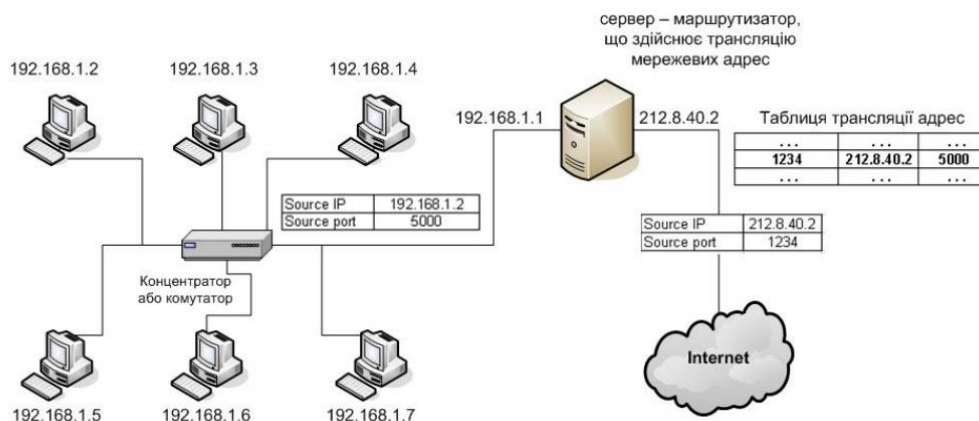 сервер – маршрутизатор,
що здійснює трансляцію
мережевих адрес
192.168.1.2
192.168.1.3
192.168.1.4
192.168.1.1
212.8.40.2
Таблиця трансляції адрес
. . . . . . . . .
1234 212.8.40.2 5000
. . . . . . . . .
Source IP 192.168.1.2
Source port 5000
Source IP 212.8.40.2
Source port 1234
Концентратор
або комутатор
Internet
192.168.1.5
192.168.1.6
192.168.1.7